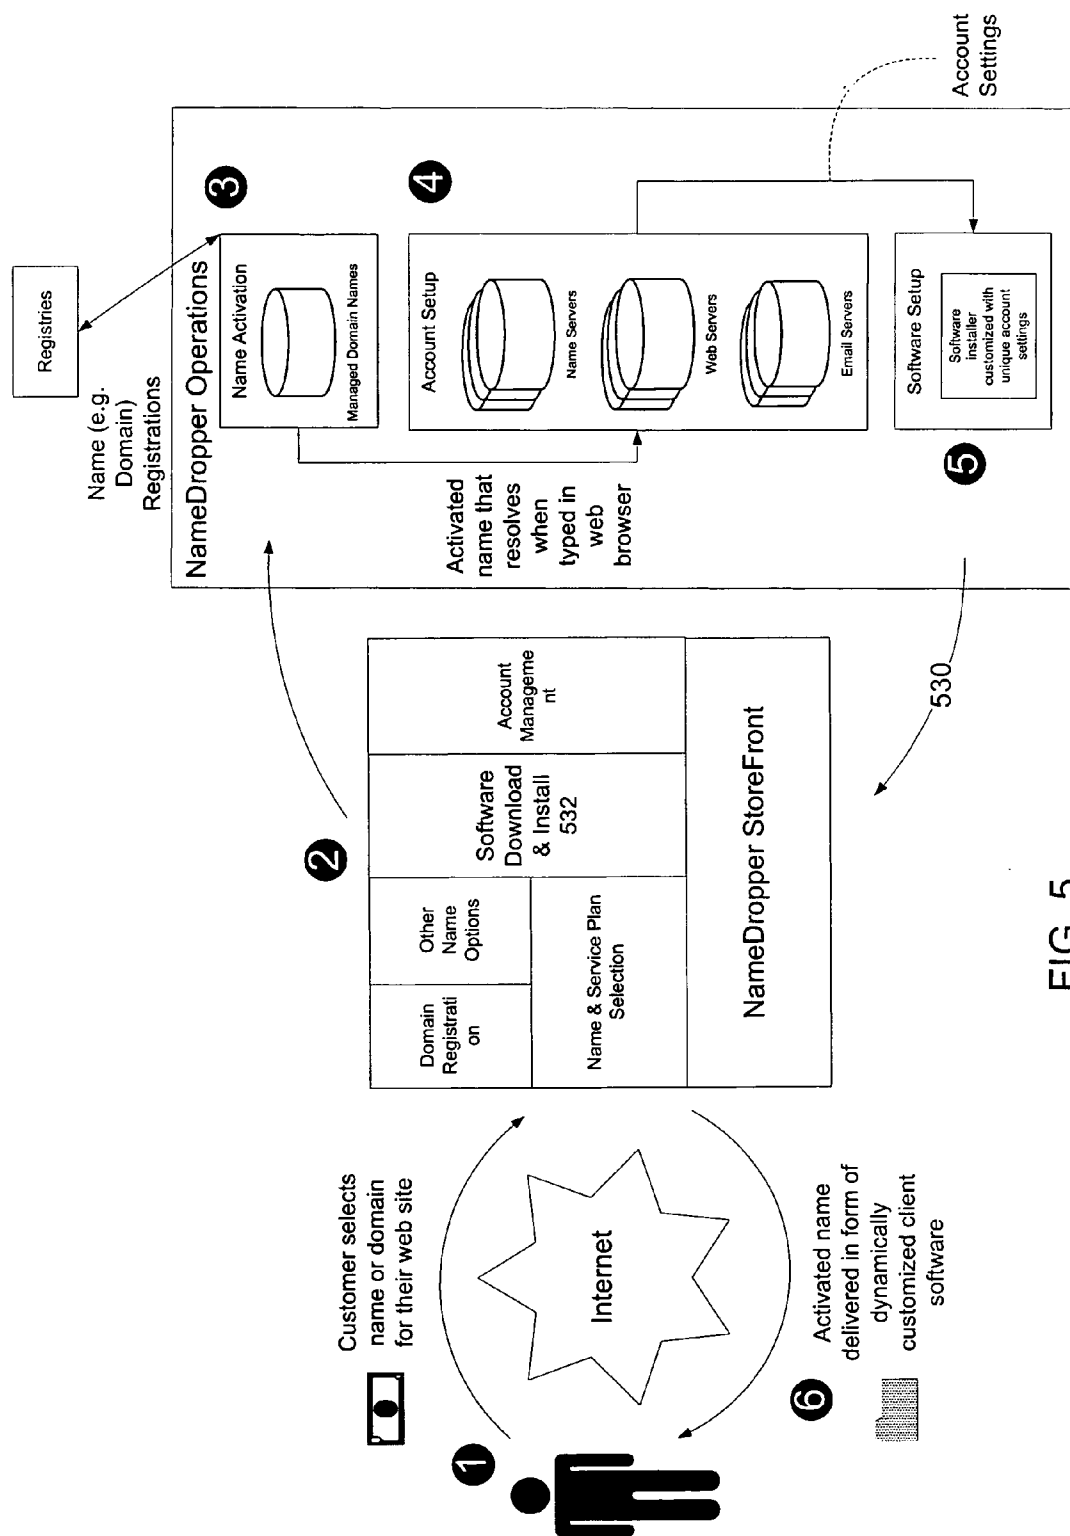 1
Customer selects
name or domain
for their web site
Internet
6
Activated name
delivered in form of
dynamically
customized client
software
2
Domain
Registrati
on
Other
Name
Options
Name & Service Plan
Selection
Software
Download
& Install
532
Account
Manageme
nt
NameDropper StoreFront
530
Registries
Name (e.g.
Domain)
Registrations
NameDropper Operations
3
Name Activation
Managed Domain Names
Activated
name that
resolves
when
typed in
web
browser
4
Account Setup
Name Servers
Web Servers
Email Servers
Account
Settings
5
Software Setup
Software
installer
customized with
unique account
settings
FIG. 5